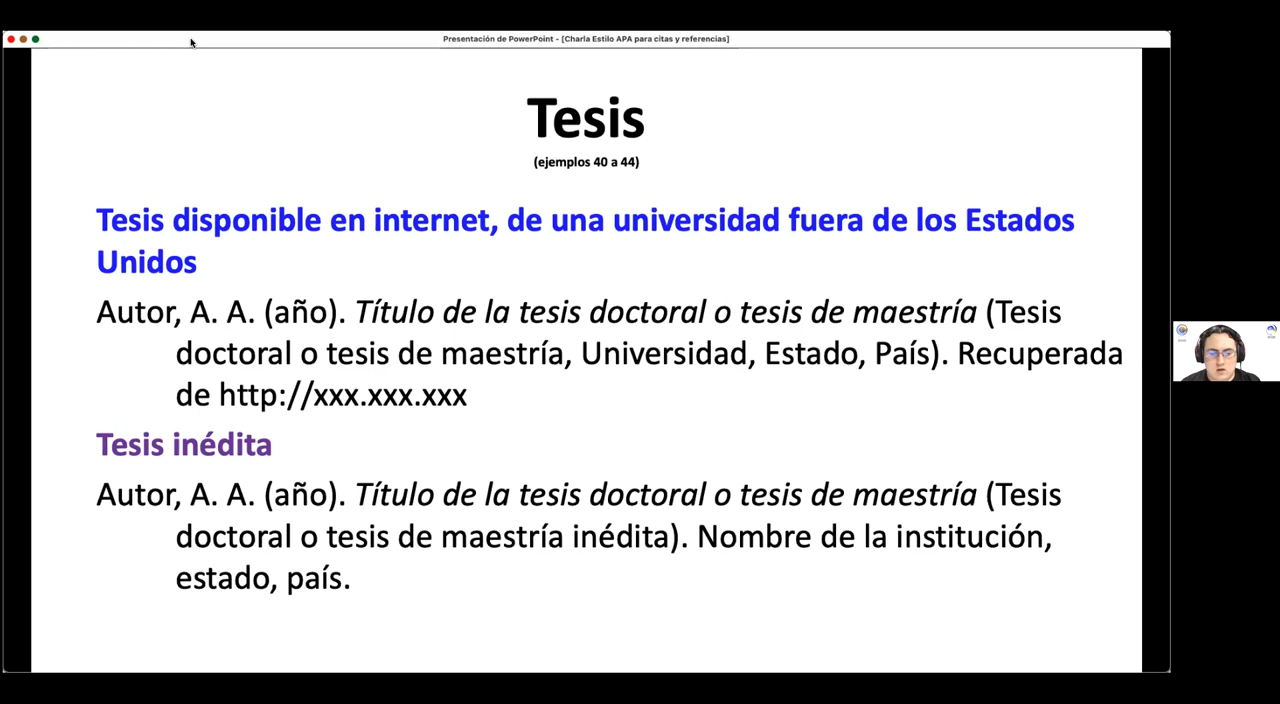 Presentación de PowerPoint - [Charla Estilo APA para citas y referencias]
Tesis
(ejemplos 40 a 44)
Tesis disponible en internet, de una universidad fuera de los Estados
Unidos
Autor, A. A. (año). Título de la tesis doctoral o tesis de maestría (Tesis
doctoral o tesis de maestría, Universidad, Estado, País). Recuperada
de http://xxx.xxx.xxx
Tesis inédita
Autor, A. A. (año). Título de la tesis doctoral o tesis de maestría (Tesis
doctoral o tesis de maestría inédita). Nombre de la institución,
estado, país.